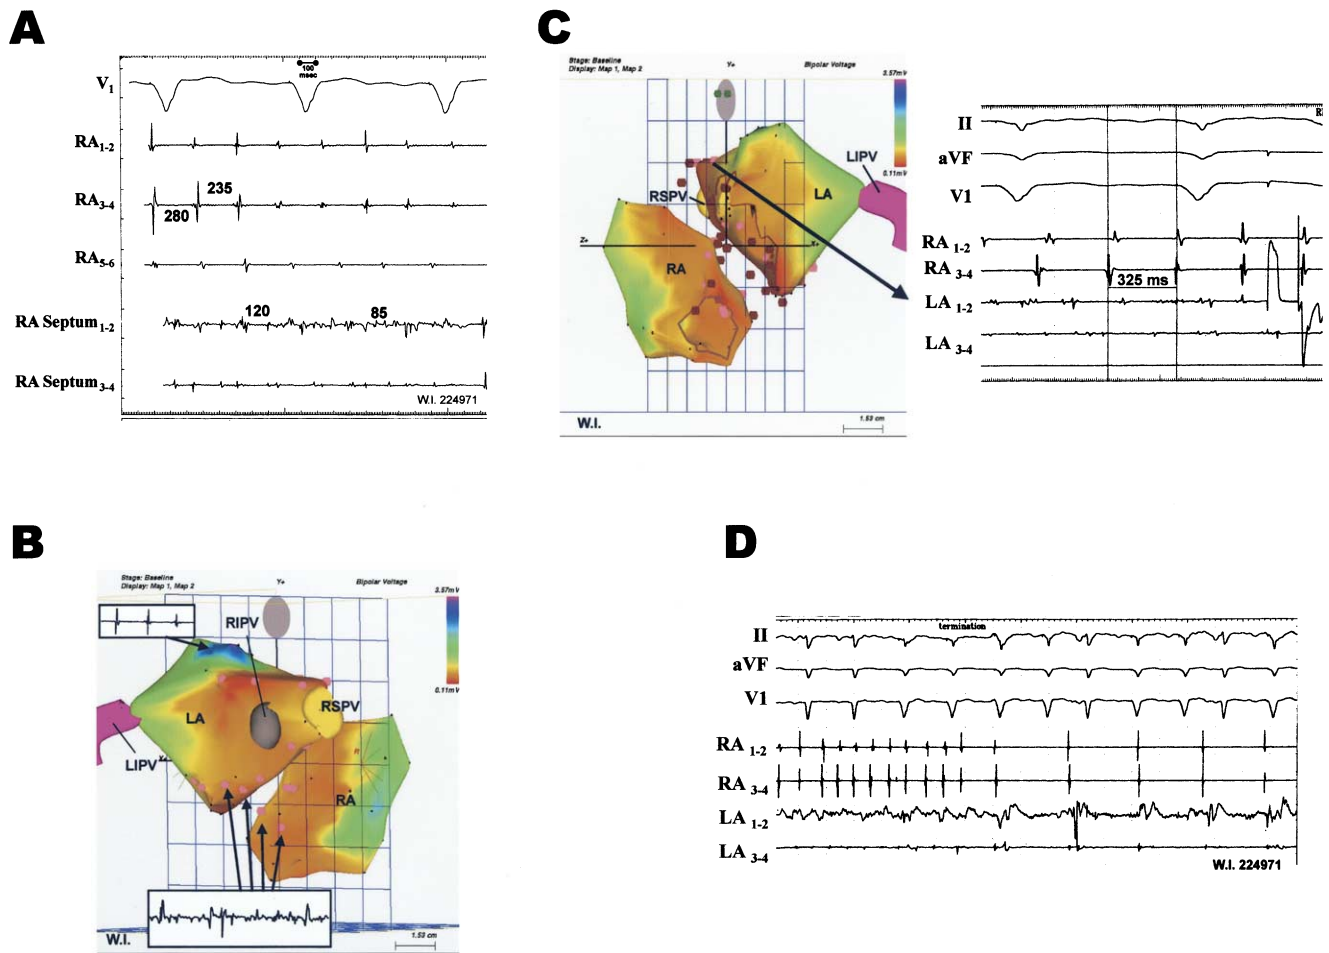 A
100
msec
V1
RA1-2
RA3-4
235
280
RA5-6
120
85
RA Septum1-2
RA Septum3-4
W.I. 224971
C
Stage: Baseline
Display: Map 1, Map 2
Y+
Bipolar Voltage
3.57mV
0.11mV
LIPV
RSPV
LA
Z+
X+
RA
W.I.
1.53 cm
II
aVF
V1
RA 1-2
RA 3-4
325 ms
LA 1-2
LA 3-4
B
Stage: Baseline
Display: Map 1, Map 2
Y+
Bipolar Voltage
3.57mV
0.11mV
RIPV
RSPV
LA
LIPV
RA
W.I.
1.53 cm
D
termination
II
aVF
V1
RA 1-2
RA 3-4
LA 1-2
LA 3-4
W.I. 224971